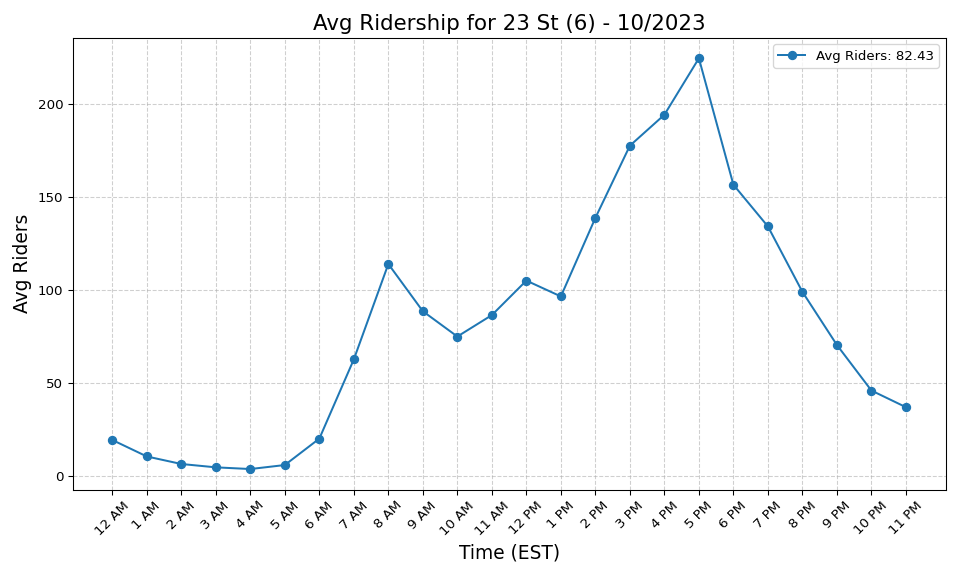 Avg Ridership for 23 St (6) - 10/2023
Avg Riders: 82.43
Avg Riders
200
150
100
50
0
12 AM
1 AM
2 AM
3 AM
4 AM
5 AM
6 AM
7 AM
8 AM
9 AM
10 AM
11 AM
12 PM
1 PM
2 PM
3 PM
4 PM
5 PM
6 PM
7 PM
8 PM
9 PM
10 PM
11 PM
Time (EST)